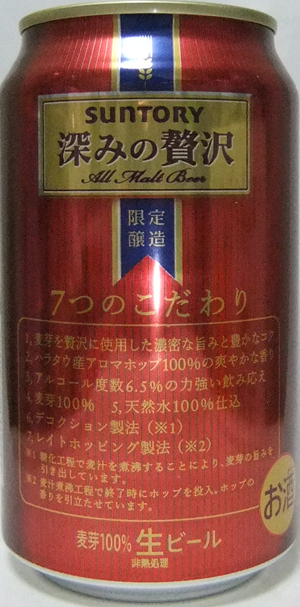 SUNTORY
深みの贅沢
All Malt Beer
限定
醸造
7つのこだわり
1, 麦芽を贅沢に使用した濃密な旨みと豊かなコク
2, ハラタウ産アロマホップ100%の爽やかな香り
3, アルコール度数6.5%の力強い飲み応え
4, 麦芽100% 5, 天然水100%仕込
6, デコクション製法（※1）
7, レイトホッピング製法（※2）
※1 糖化工程で麦汁を煮沸することにより、麦芽の旨みを
引き出しています。
※2 麦汁煮沸工程で終了時にホップを投入。ホップの
香りを引立たせています。
お酒
麦芽100% 生ビール
非熱処理